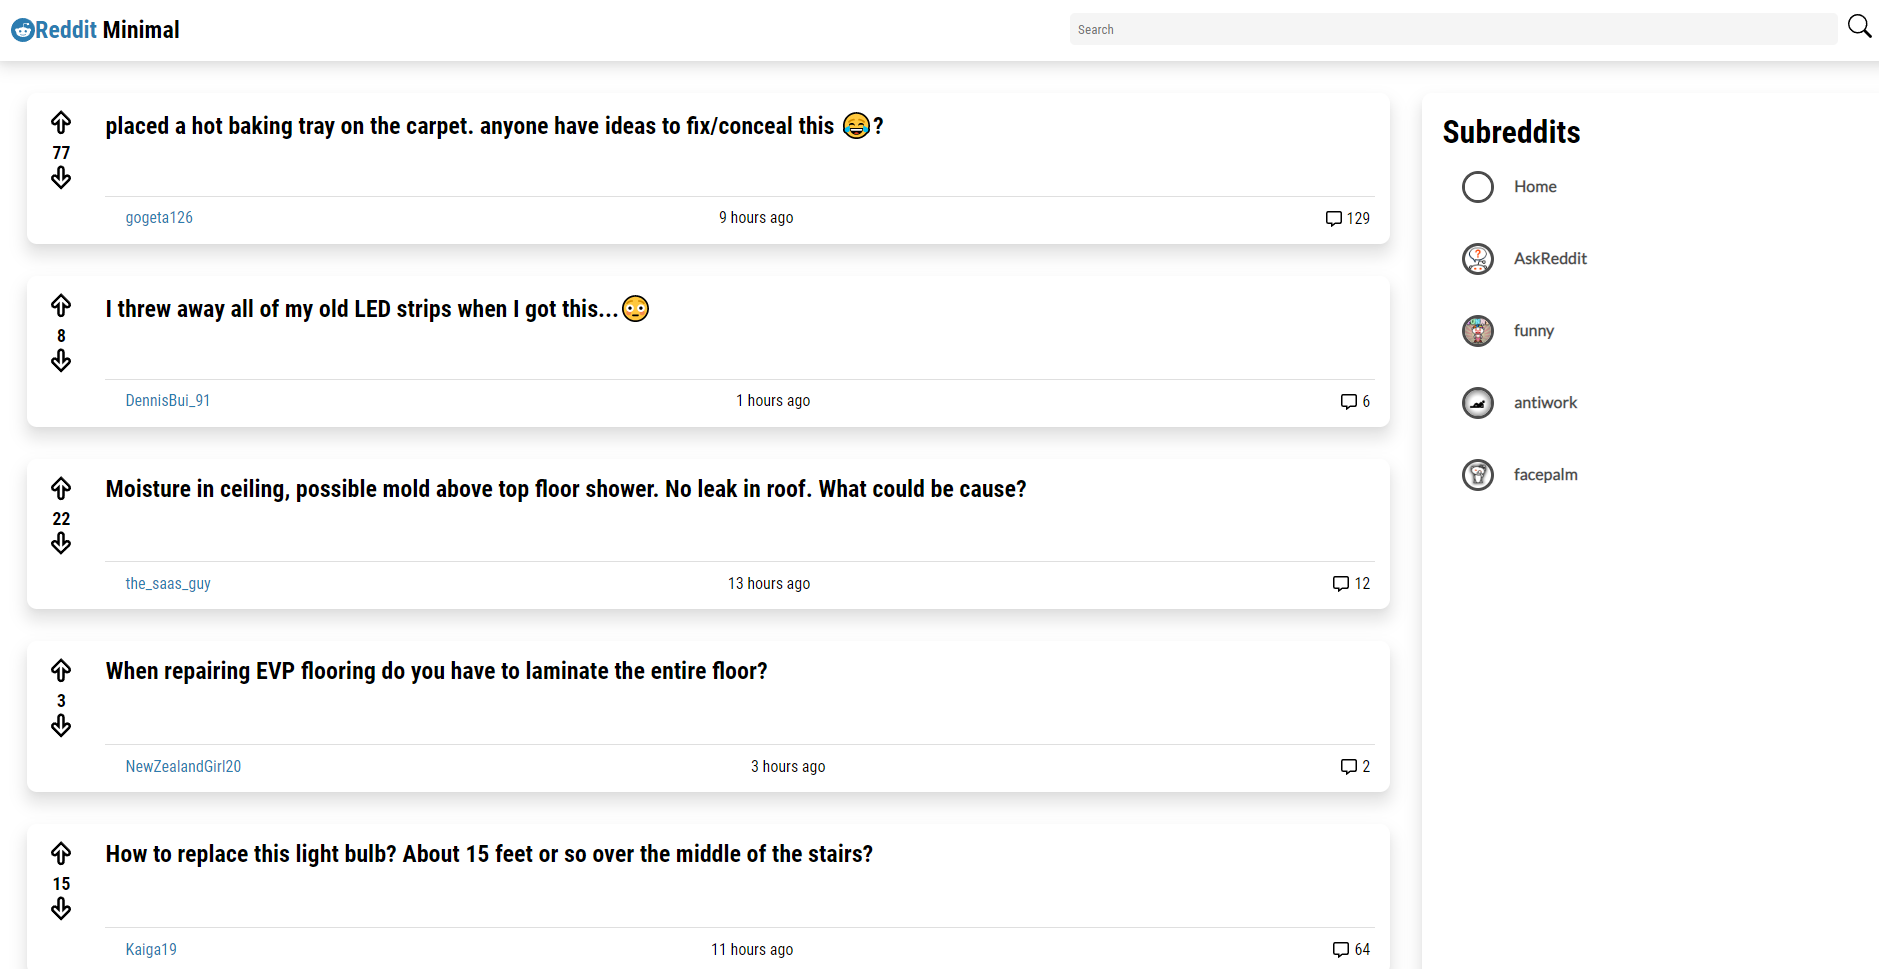 Reddit Minimal
Search
placed a hot baking tray on the carpet. anyone have ideas to fix/conceal this 😂?
77
gogeta126
9 hours ago
129
I threw away all of my old LED strips when I got this...😳
8
DennisBui_91
1 hours ago
6
Moisture in ceiling, possible mold above top floor shower. No leak in roof. What could be cause?
22
the_saas_guy
13 hours ago
12
When repairing EVP flooring do you have to laminate the entire floor?
3
NewZealandGirl20
3 hours ago
2
How to replace this light bulb? About 15 feet or so over the middle of the stairs?
15
Kaiga19
11 hours ago
64
Subreddits
Home
AskReddit
funny
antiwork
facepalm